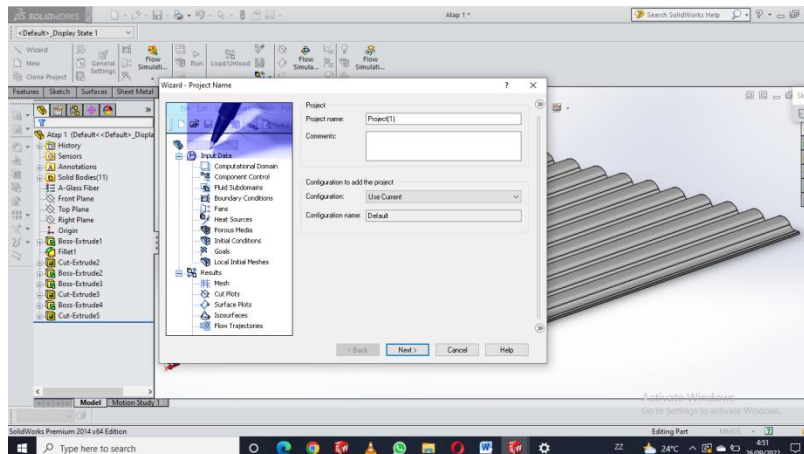 SOLIDWORKS
Atap 1 *
Search SolidWorks Help
<Default>_Display State 1
Wizard
New
Clone Project
General
Settings
Flow
Simulati...
Run
Load/Unload
Flow
Simula...
Flow
Simulati...
Features
Sketch
Surfaces
Sheet Metal
Atap 1 (Default<<Default>_Displa
History
Sensors
Annotations
Solid Bodies(11)
A-Glass Fiber
Front Plane
Top Plane
Right Plane
Origin
Boss-Extrude1
Fillet1
Cut-Extrude2
Boss-Extrude2
Boss-Extrude3
Cut-Extrude3
Boss-Extrude4
Cut-Extrude5
Wizard - Project Name
Input Data
Computational Domain
Component Control
Fluid Subdomains
Boundary Conditions
Fans
Heat Sources
Porous Media
Initial Conditions
Goals
Local Initial Meshes
Results
Mesh
Cut Plots
Surface Plots
Isosurfaces
Flow Trajectories
Project
Project name:
Project(1)
Comments:
Configuration to add the project
Configuration:
Use Current
Configuration name:
Default
< Back
Next >
Cancel
Help
Activate Windows
Go to Settings to activate Windows.
Model
Motion Study 1
SolidWorks Premium 2014 x64 Edition
Editing Part
MMGS
Type here to search
24°C
4:51
26/09/2022